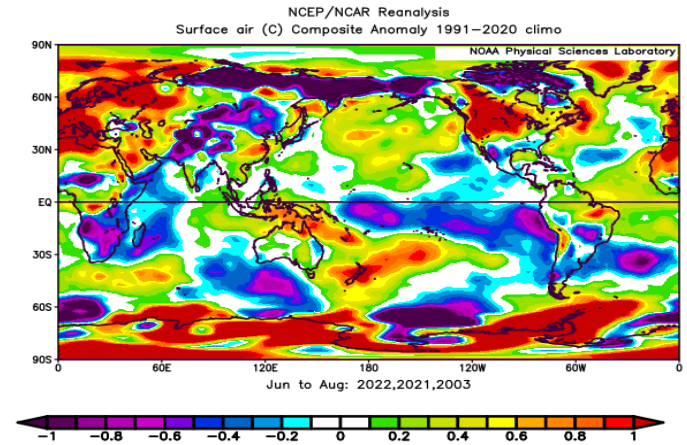 NCEP/NCAR Reanalysis
Surface air (C) Composite Anomaly 1991-2020 climo
NOAA Physical Sciences Laboratory
90N
60N
30N
EQ
30S
60S
90S
0 60E 120E 180 120W 60W 0
Jun to Aug: 2022,2021,2003
-1 -0.8 -0.6 -0.4 -0.2 0 0.2 0.4 0.6 0.8 1